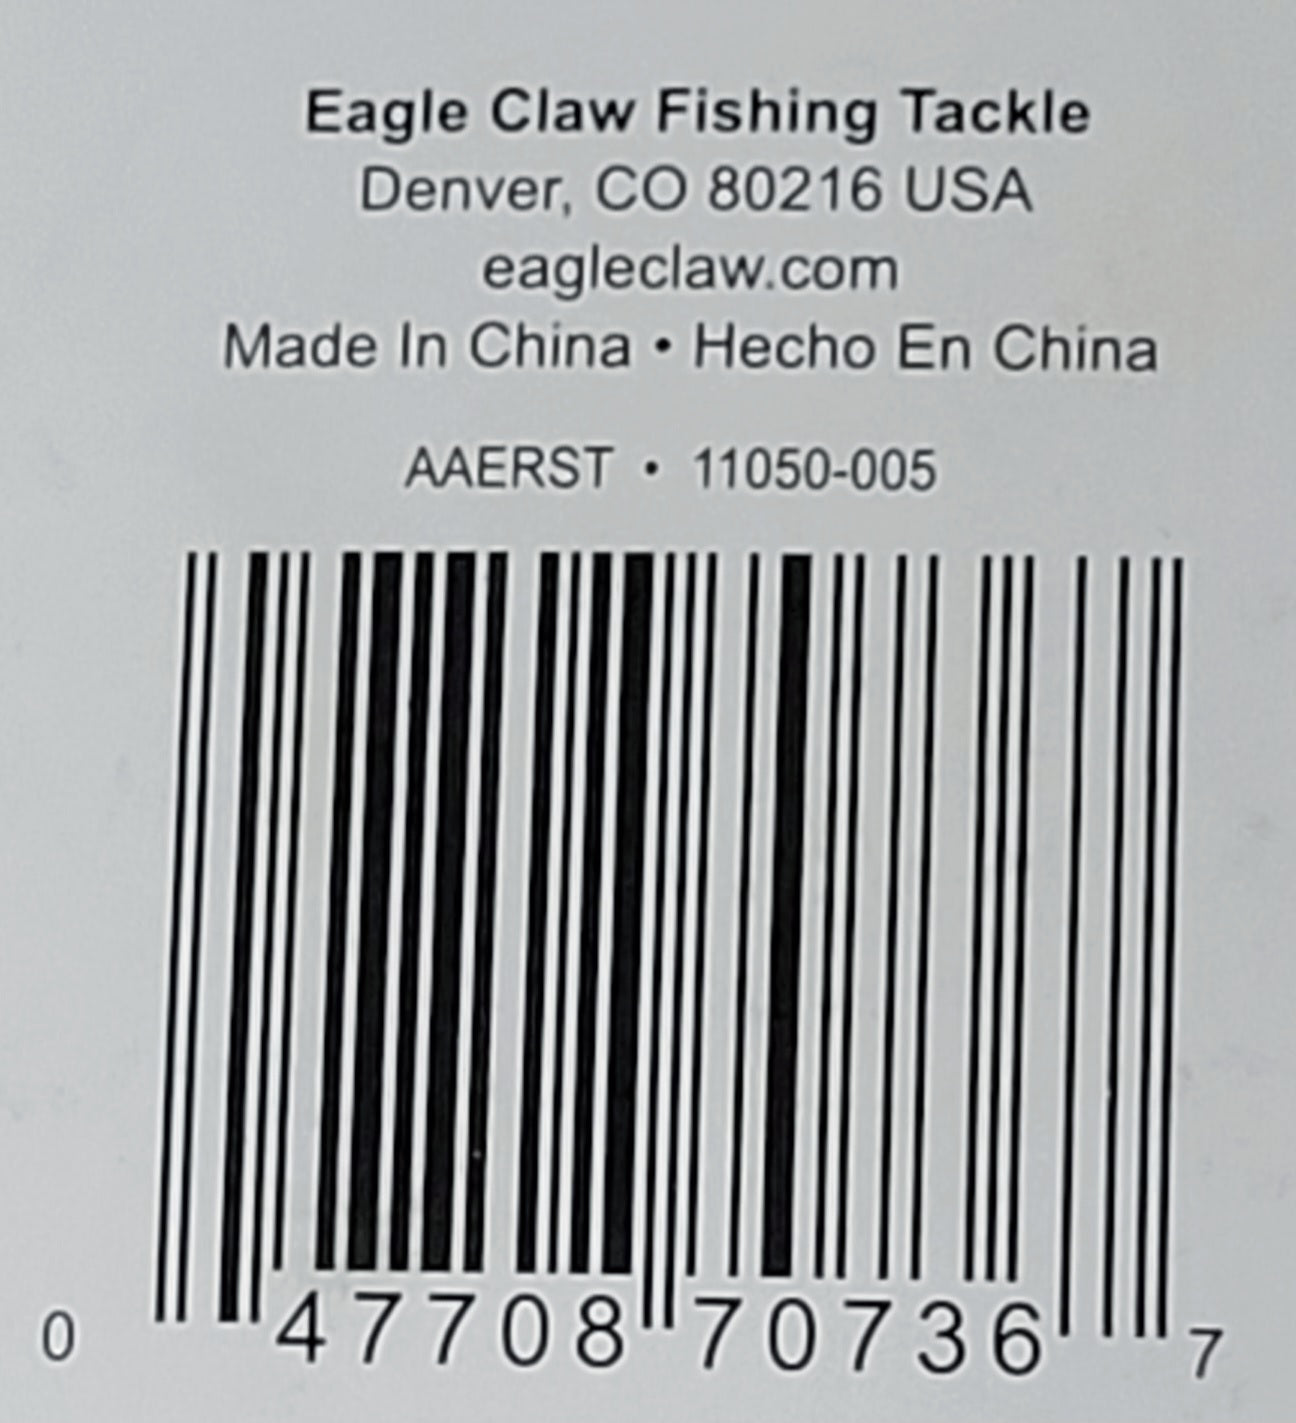 Eagle Claw Fishing Tackle
Denver, CO 80216 USA
eagleclaw.com
Made In China • Hecho En China
AAERST • 11050-005
0 47708 70736 7